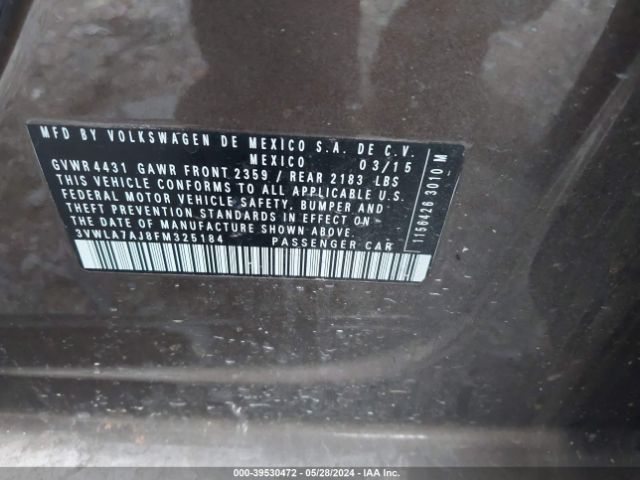 MFD BY VOLKSWAGEN DE MEXICO S.A. DE C.V.
MEXICO 03/15
GVWR 4431 GAWR FRONT 2359 / REAR 2183 LBS
THIS VEHICLE CONFORMS TO ALL APPLICABLE U.S.
FEDERAL MOTOR VEHICLE SAFETY, BUMPER AND
THEFT PREVENTION STANDARDS IN EFFECT ON
THE DATE OF MANUFACTURE SHOWN ABOVE.
3VWLA7AJ8FM325184 PASSENGER CAR
1156426 3010 M
000-39530472 - 05/28/2024 - IAA Inc.